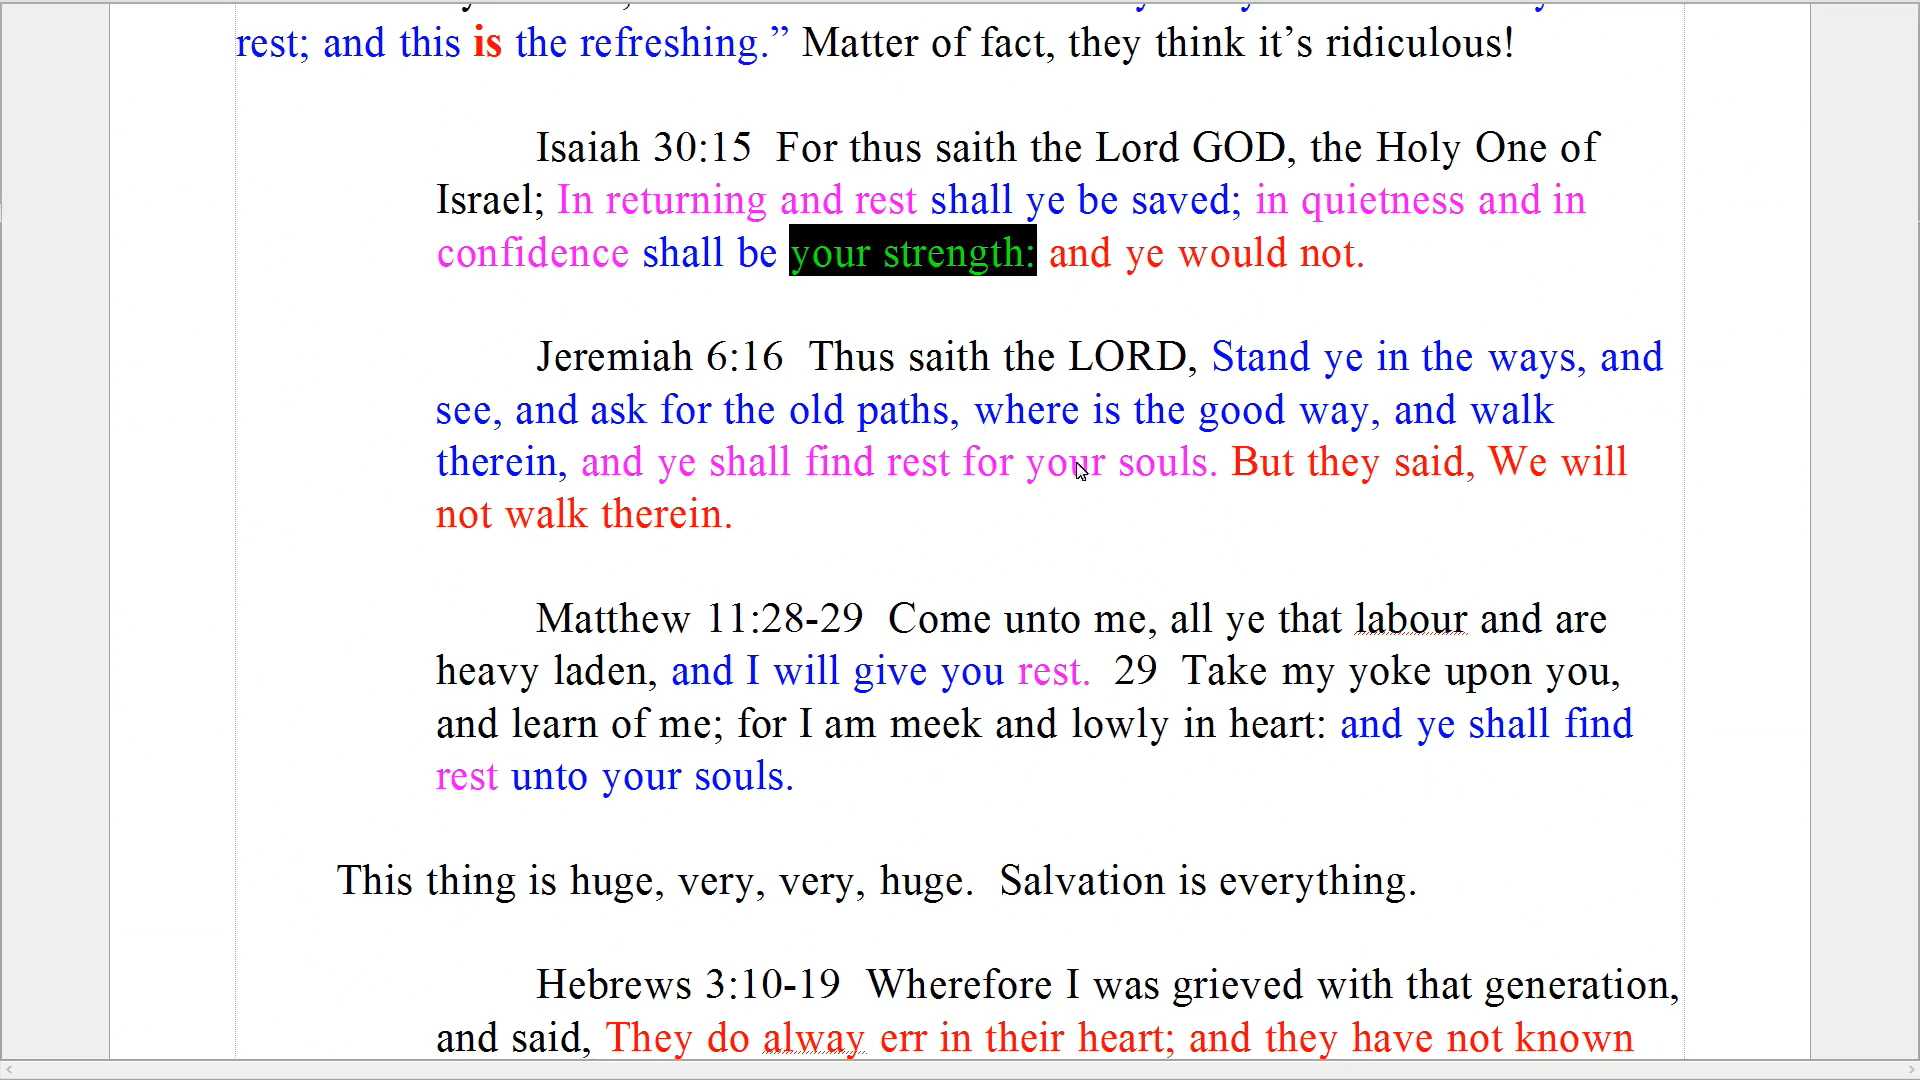 rest; and this is the refreshing.” Matter of fact, they think it’s ridiculous!
Isaiah 30:15  For thus saith the Lord GOD, the Holy One of
Israel; In returning and rest shall ye be saved; in quietness and in
confidence shall be your strength: and ye would not.
Jeremiah 6:16  Thus saith the LORD, Stand ye in the ways, and
see, and ask for the old paths, where is the good way, and walk
therein, and ye shall find rest for your souls. But they said, We will
not walk therein.
Matthew 11:28-29  Come unto me, all ye that labour and are
heavy laden, and I will give you rest.  29  Take my yoke upon you,
and learn of me; for I am meek and lowly in heart: and ye shall find
rest unto your souls.
This thing is huge, very, very, huge.  Salvation is everything.
Hebrews 3:10-19  Wherefore I was grieved with that generation,
and said, They do alway err in their heart; and they have not known